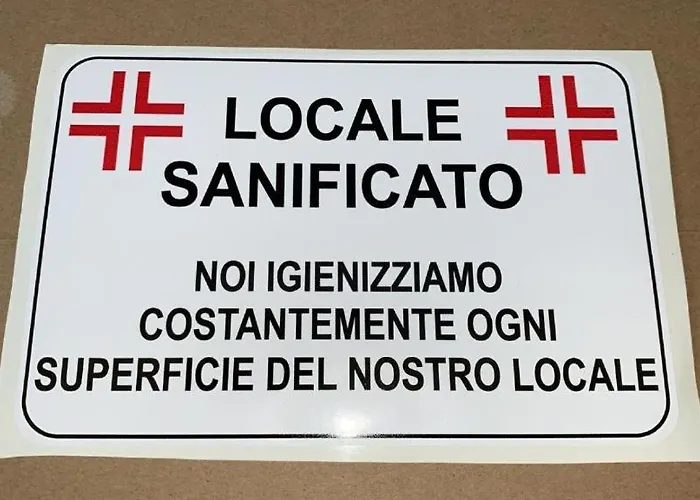 LOCALE
SANIFICATO
NOI IGIENIZZIAMO
COSTANTEMENTE OGNI
SUPERFICIE DEL NOSTRO LOCALE